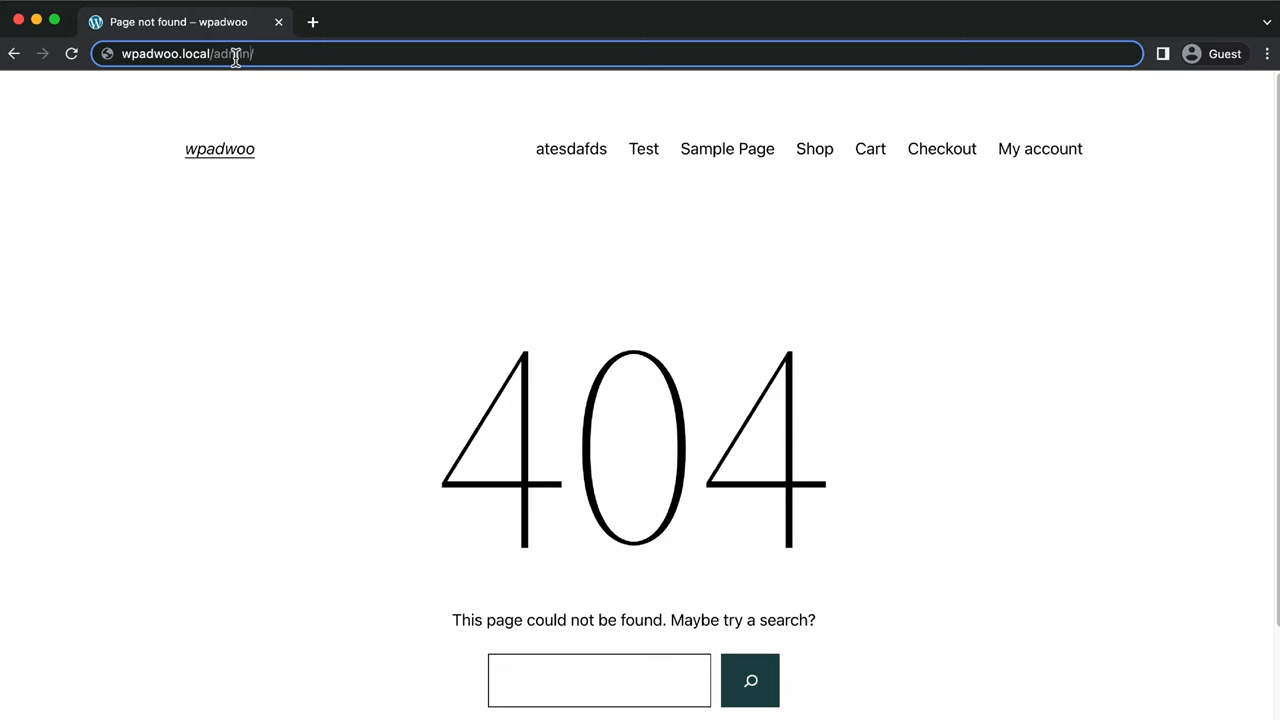 Page not found – wpadwoo
wpadwoo.local/admin/
Guest
wpadwoo
atesdafds Test Sample Page Shop Cart Checkout My account
404
This page could not be found. Maybe try a search?